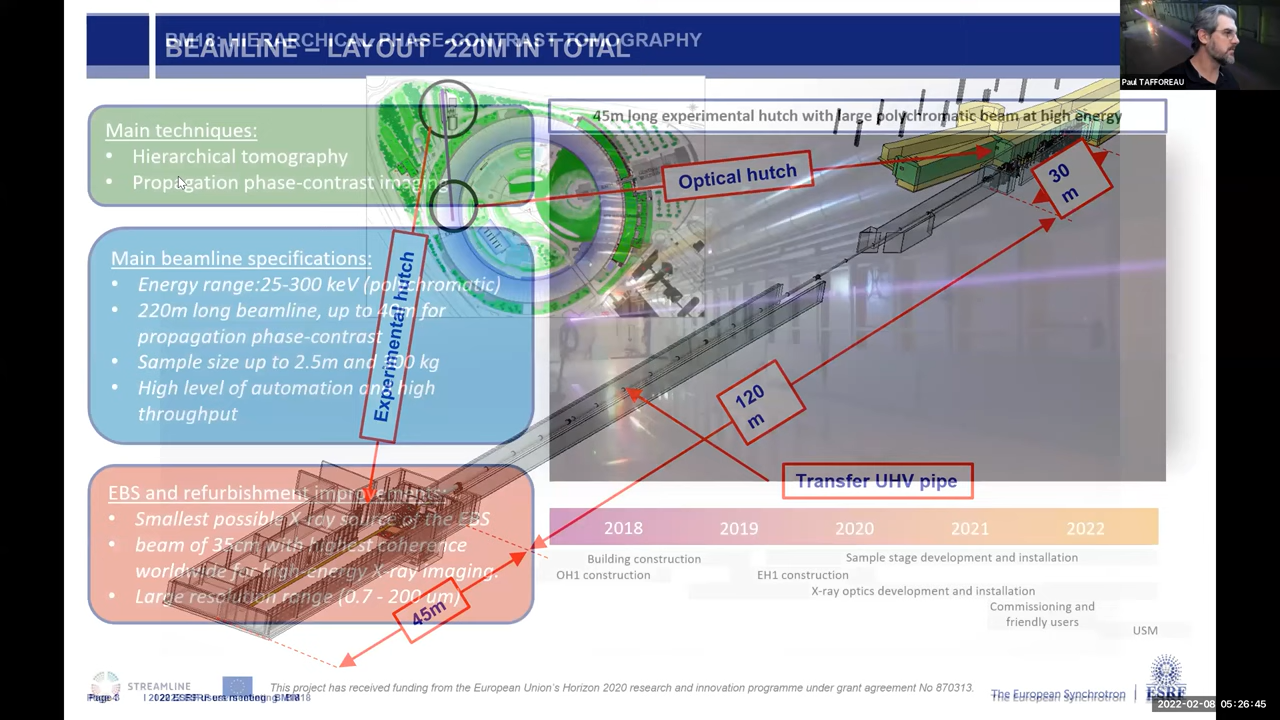 BM18: HIERARCHICAL PHASE-CONTRAST TOMOGRAPHY
BEAMLINE – LAYOUT 220M IN TOTAL
Paul TAFFOREAU
Main techniques:
• Hierarchical tomography
• Propagation phase-contrast imaging
45m long experimental hutch with large polychromatic beam at high energy
Optical hutch
30
m
Experimental hutch
Main beamline specifications:
• Energy range:25-300 keV (polychromatic)
• 220m long beamline, up to 40m for
propagation phase-contrast
• Sample size up to 2.5m and 300 kg
• High level of automation and high
throughput
120
m
Transfer UHV pipe
EBS and refurbishment improvements:
• Smallest possible X-ray source of the EBS
• beam of 35cm with highest coherence
worldwide for high-energy X-ray imaging.
• Large resolution range (0.7 - 200 um)
45m
2018 2019 2020 2021 2022
Building construction
Sample stage development and installation
OH1 construction
EH1 construction
X-ray optics development and installation
Commissioning and
friendly users
USM
STREAMLINE
This project has received funding from the European Union's Horizon 2020 research and innovation programme under grant agreement No 870313.
The European Synchrotron
ESRF
2022-02-08 05:26:45